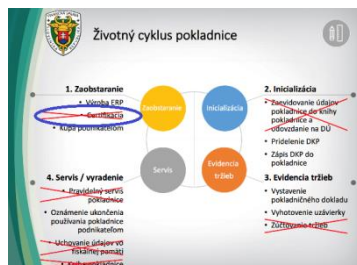 Životný cyklus pokladnice
1. Zaobstaranie
• Výroba ERP
• Certifikácia
• Kúpa podnikateľom
Zaobstaranie
Inicializácia
Servis
Evidencia
tržieb
2. Inicializácia
• Zaevidovanie údajov
pokladnice do knihy
pokladnice a
odovzdanie na DÚ
• Pridelenie DKP
• Zápis DKP do
pokladnice
4. Servis / vyradenie
• Pravidelný servis
pokladnice
• Oznámenie ukončenia
používania pokladnice
podnikateľom
• Uchovanie údajov vo
fiskálnej pamäti
• Kniha pokladnice
3. Evidencia tržieb
• Vystavenie
pokladničného dokladu
• Vyhotovenie uzávierky
• Zúčtovanie tržieb